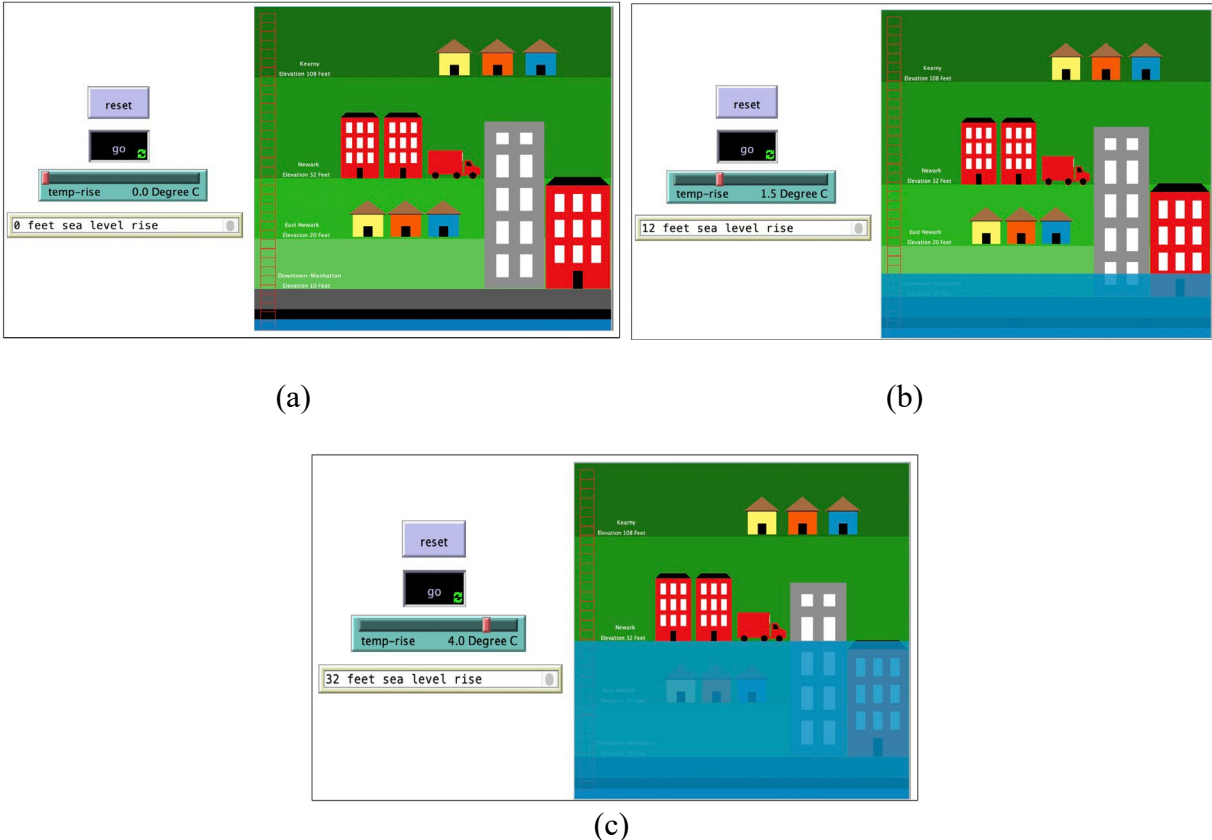 reset
go
temp-rise 0.0 Degree C
0 feet sea level rise
Kearny
Elevation 108 Feet
Newark
Elevation 32 Feet
East Newark
Elevation 20 Feet
Downtown-Manhattan
Elevation 10 Feet
(a)
reset
go
temp-rise 1.5 Degree C
12 feet sea level rise
Kearny
Elevation 108 Feet
Newark
Elevation 32 Feet
East Newark
Elevation 20 Feet
(b)
reset
go
temp-rise 4.0 Degree C
32 feet sea level rise
Kearny
Elevation 108 Feet
Newark
Elevation 32 Feet
(c)